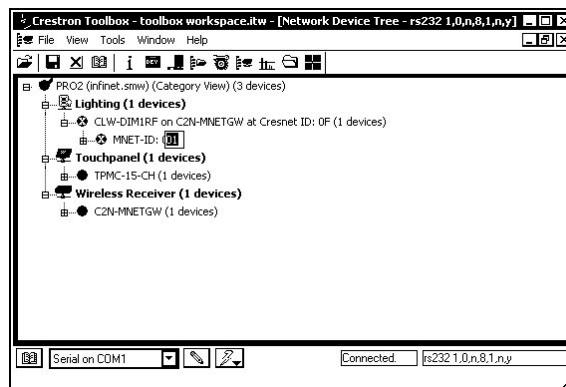 Crestron Toolbox - toolbox workspace.itw - [Network Device Tree - rs232 1,0,n,8,1,n,y]
File View Tools Window Help
PRO2 (infinet.smw) (Category View) (3 devices)
Lighting (1 devices)
CLW-DIM1RF on C2N-MNETGW at Cresnet ID: 0F (1 devices)
MNET-ID: 01
Touchpanel (1 devices)
TPMC-15-CH (1 devices)
Wireless Receiver (1 devices)
C2N-MNETGW (1 devices)
Serial on COM1 Connected. rs232 1,0,n,8,1,n,y